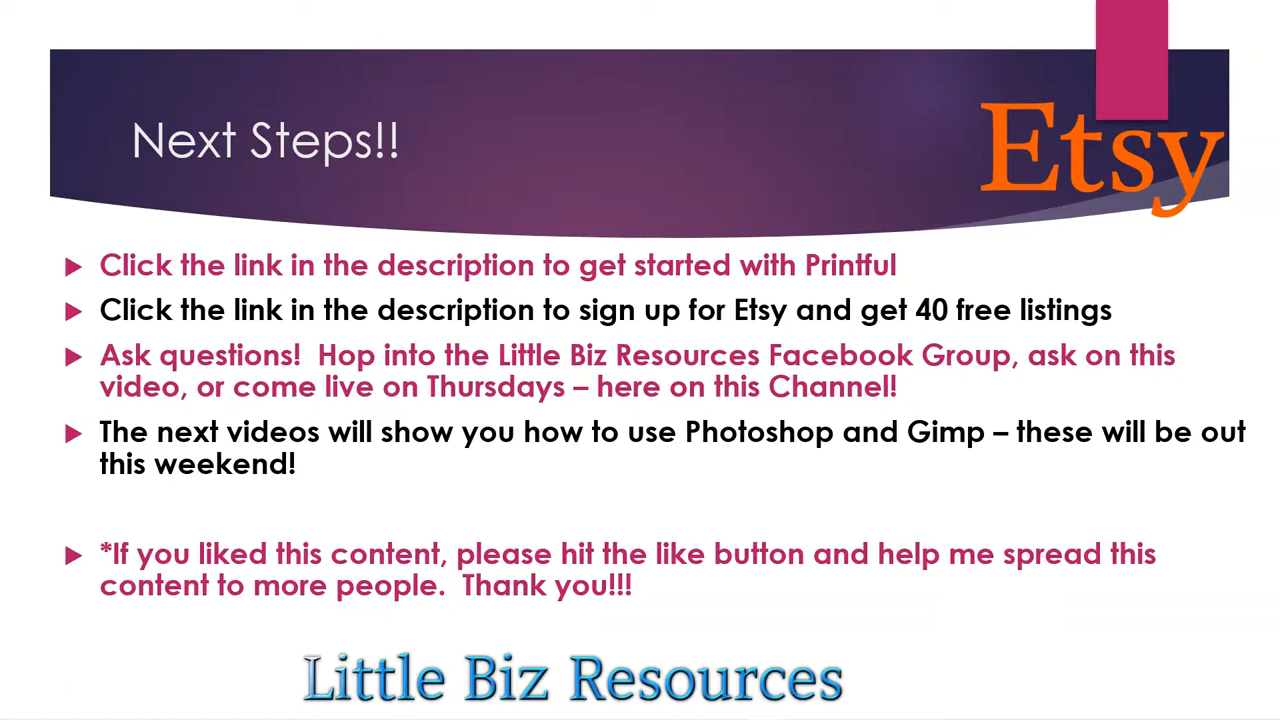 Next Steps!!
Etsy
Click the link in the description to get started with Printful
Click the link in the description to sign up for Etsy and get 40 free listings
Ask questions!  Hop into the Little Biz Resources Facebook Group, ask on this
video, or come live on Thursdays – here on this Channel!
The next videos will show you how to use Photoshop and Gimp – these will be out
this weekend!
*If you liked this content, please hit the like button and help me spread this
content to more people.  Thank you!!!
Little Biz Resources